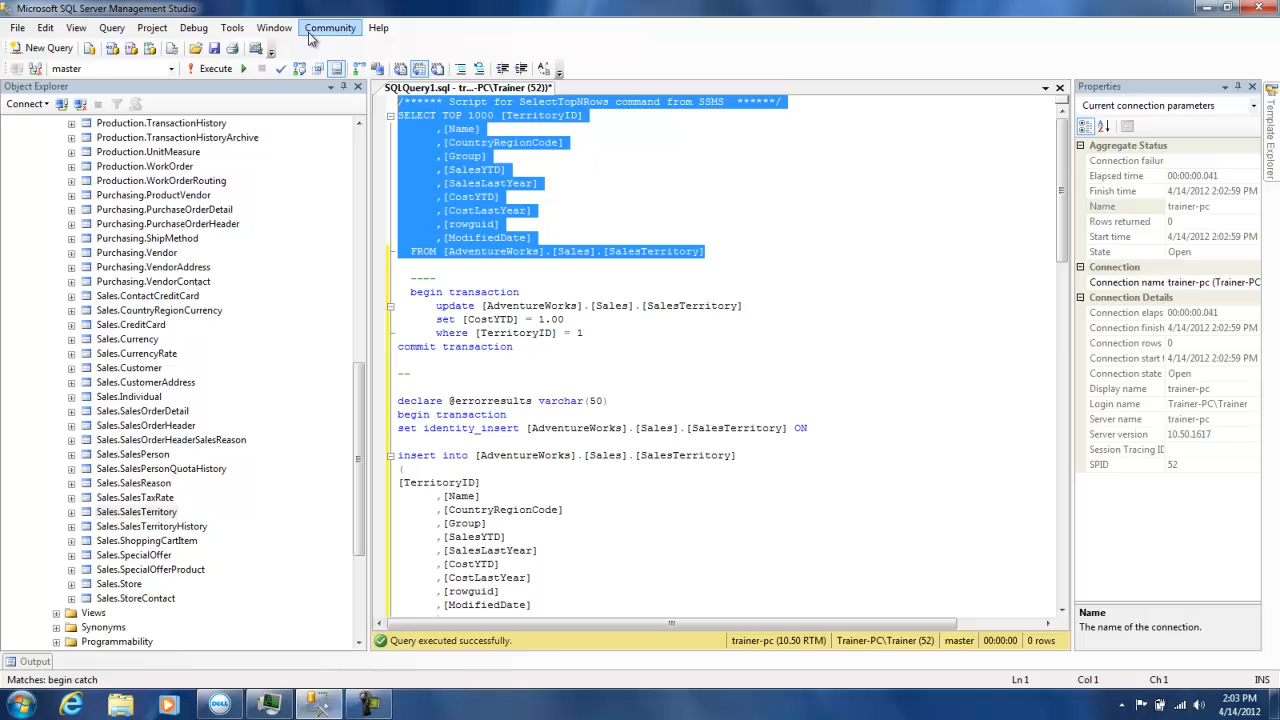 Microsoft SQL Server Management Studio
File Edit View Query Project Debug Tools Window Community Help
New Query
master Execute
Object Explorer
Connect
Production.TransactionHistory
Production.TransactionHistoryArchive
Production.UnitMeasure
Production.WorkOrder
Production.WorkOrderRouting
Purchasing.ProductVendor
Purchasing.PurchaseOrderDetail
Purchasing.PurchaseOrderHeader
Purchasing.ShipMethod
Purchasing.Vendor
Purchasing.VendorAddress
Purchasing.VendorContact
Sales.ContactCreditCard
Sales.CountryRegionCurrency
Sales.CreditCard
Sales.Currency
Sales.CurrencyRate
Sales.Customer
Sales.CustomerAddress
Sales.Individual
Sales.SalesOrderDetail
Sales.SalesOrderHeader
Sales.SalesOrderHeaderSalesReason
Sales.SalesPerson
Sales.SalesPersonQuotaHistory
Sales.SalesReason
Sales.SalesTaxRate
Sales.SalesTerritory
Sales.SalesTerritoryHistory
Sales.ShoppingCartItem
Sales.SpecialOffer
Sales.SpecialOfferProduct
Sales.Store
Sales.StoreContact
Views
Synonyms
Programmability
SQLQuery1.sql - tr...-PC\Trainer (52))*
/****** Script for SelectTopNRows command from SSMS ******/
SELECT TOP 1000 [TerritoryID]
,[Name]
,[CountryRegionCode]
,[Group]
,[SalesYTD]
,[SalesLastYear]
,[CostYTD]
,[CostLastYear]
,[rowguid]
,[ModifiedDate]
FROM [AdventureWorks].[Sales].[SalesTerritory]
----
begin transaction
update [AdventureWorks].[Sales].[SalesTerritory]
set [CostYTD] = 1.00
where [TerritoryID] = 1
commit transaction
--
declare @errorresults varchar(50)
begin transaction
set identity_insert [AdventureWorks].[Sales].[SalesTerritory] ON
insert into [AdventureWorks].[Sales].[SalesTerritory]
(
[TerritoryID]
,[Name]
,[CountryRegionCode]
,[Group]
,[SalesYTD]
,[SalesLastYear]
,[CostYTD]
,[CostLastYear]
,[rowguid]
,[ModifiedDate]
Query executed successfully. trainer-pc (10.50 RTM) Trainer-PC\Trainer (52) master 00:00:00 0 rows
Properties
Current connection parameters
Aggregate Status
Connection failur
Elapsed time 00:00:00.041
Finish time 4/14/2012 2:02:59 PM
Name trainer-pc
Rows returned 0
Start time 4/14/2012 2:02:59 PM
State Open
Connection
Connection name trainer-pc (Trainer-PC
Connection Details
Connection elaps 00:00:00.041
Connection finish 4/14/2012 2:02:59 PM
Connection rows 0
Connection start t 4/14/2012 2:02:59 PM
Connection state Open
Display name trainer-pc
Login name Trainer-PC\Trainer
Server name trainer-pc
Server version 10.50.1617
Session Tracing ID
SPID 52
Name
The name of the connection.
Template Explorer
Output
Matches: begin catch Ln 1 Col 1 Ch 1 INS
DELL
2:03 PM
4/14/2012